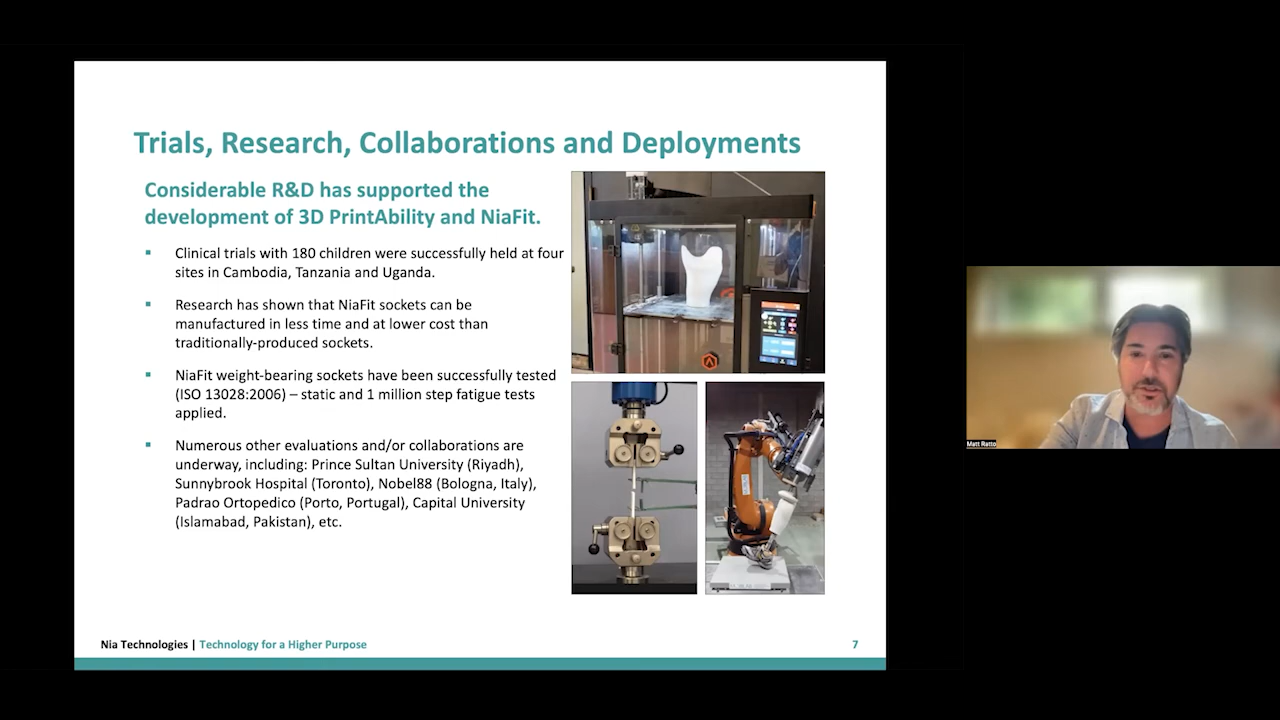 Trials, Research, Collaborations and Deployments
Considerable R&D has supported the
development of 3D PrintAbility and NiaFit.
▪ Clinical trials with 180 children were successfully held at four
sites in Cambodia, Tanzania and Uganda.
▪ Research has shown that NiaFit sockets can be
manufactured in less time and at lower cost than
traditionally-produced sockets.
▪ NiaFit weight-bearing sockets have been successfully tested
(ISO 13028:2006) – static and 1 million step fatigue tests
applied.
▪ Numerous other evaluations and/or collaborations are
underway, including: Prince Sultan University (Riyadh),
Sunnybrook Hospital (Toronto), Nobel88 (Bologna, Italy),
Padrao Ortopedico (Porto, Portugal), Capital University
(Islamabad, Pakistan), etc.
Nia Technologies | Technology for a Higher Purpose
7
Matt Ratto